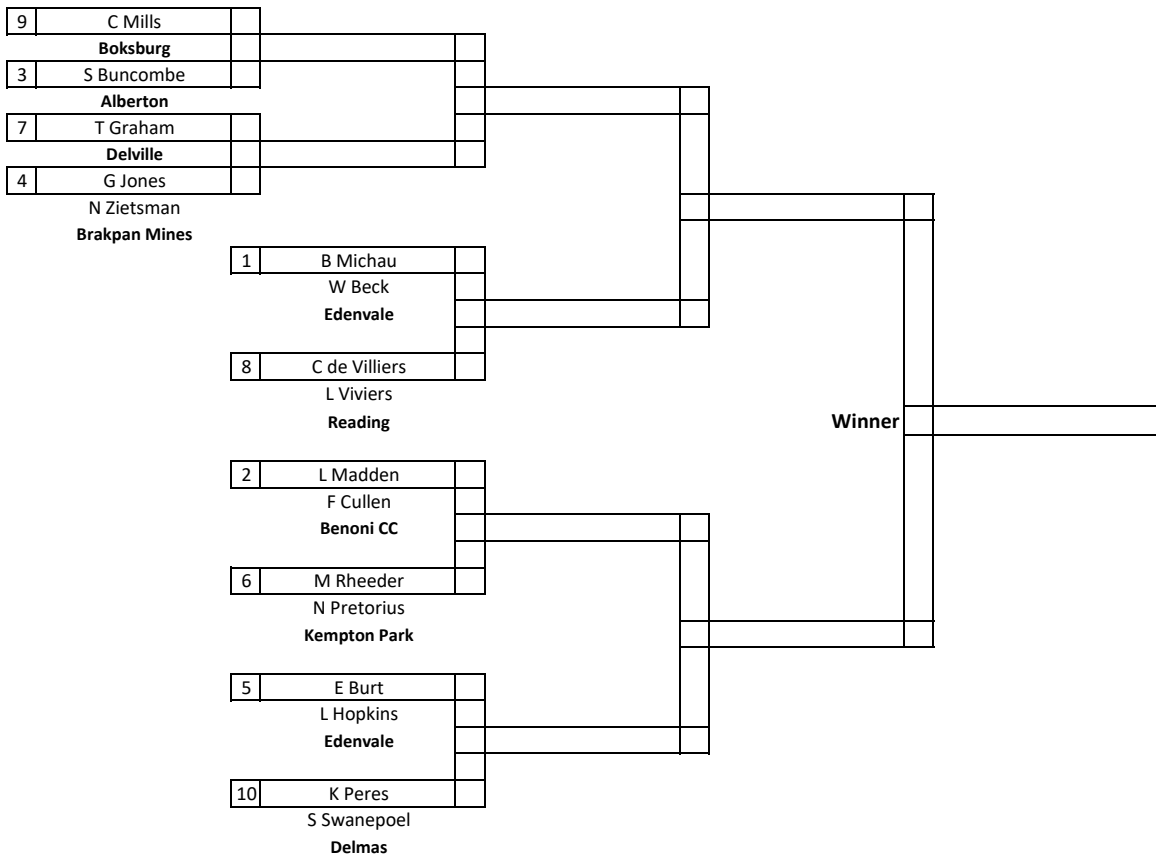 9 C Mills
Boksburg
3 S Buncombe
Alberton
7 T Graham
Delville
4 G Jones
N Zietsman
Brakpan Mines
1 B Michau
W Beck
Edenvale
8 C de Villiers
L Viviers
Reading
Winner
2 L Madden
F Cullen
Benoni CC
6 M Rheeder
N Pretorius
Kempton Park
5 E Burt
L Hopkins
Edenvale
10 K Peres
S Swanepoel
Delmas